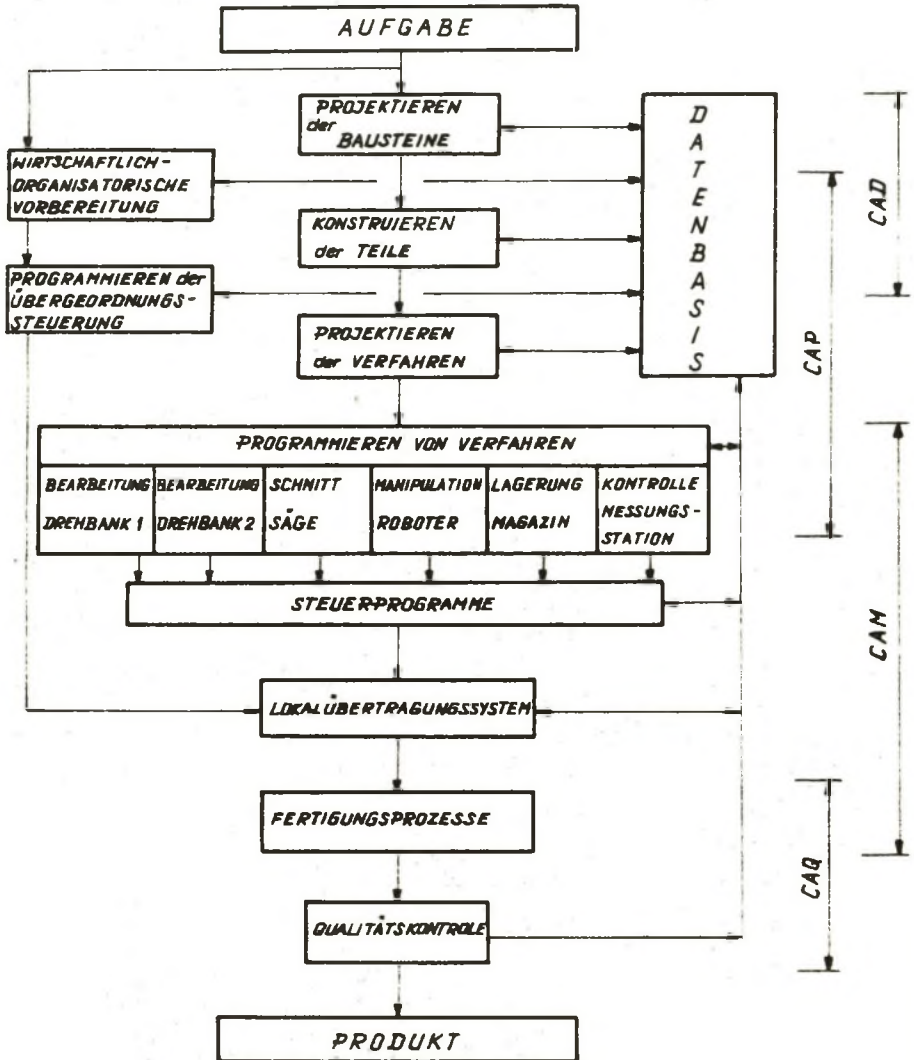 AUFGABE
PROJEKTIEREN
der
BAUSTEINE
WIRTSCHAFTLICH-
ORGANISATORISCHE
VORBEREITUNG
KONSTRUIEREN
der TEILE
PROGRAMMIEREN der
ÜBERGEORDNUNGS-
STEUERUNG
PROJEKTIEREN
der VERFAHREN
DATENBASIS
CAD
CAP
PROGRAMMIEREN VON VERFAHREN
BEARBEITUNG
DREHBANK 1
BEARBEITUNG
DREHBANK 2
SCHNITT
SÄGE
MANIPULATION
ROBOTER
LAGERUNG
MAGAZIN
KONTROLLE
MESSUNGS-
STATION
STEUERPROGRAMME
CAM
LOKALÜBERTRAGUNGSSYSTEM
FERTIGUNGSPROZESSE
CAQ
QUALITÄTSKONTROLE
PRODUKT